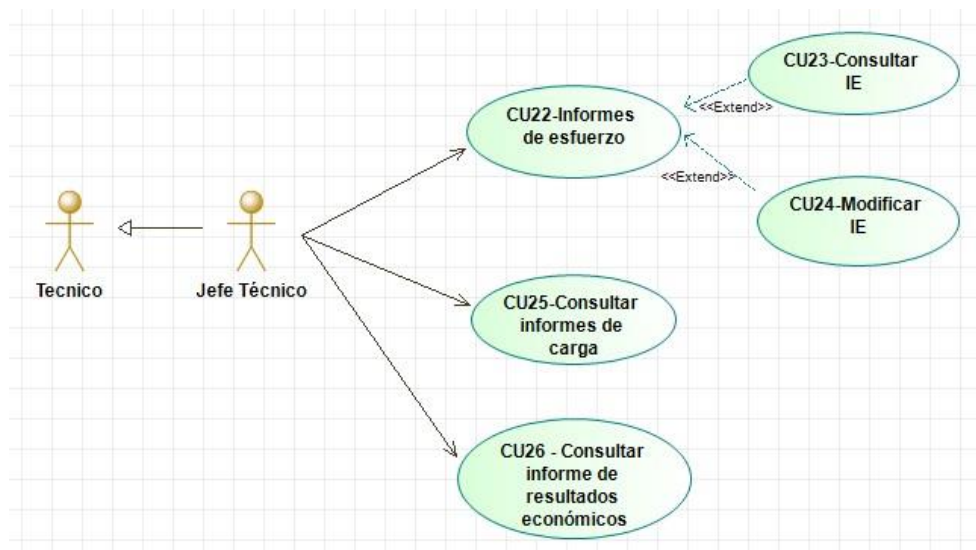 CU23-Consultar
IE
<<Extend>>
CU22-Informes
de esfuerzo
<<Extend>>
CU24-Modificar
IE
Tecnico
Jefe Técnico
CU25-Consultar
informes de
carga
CU26 - Consultar
informe de
resultados
económicos